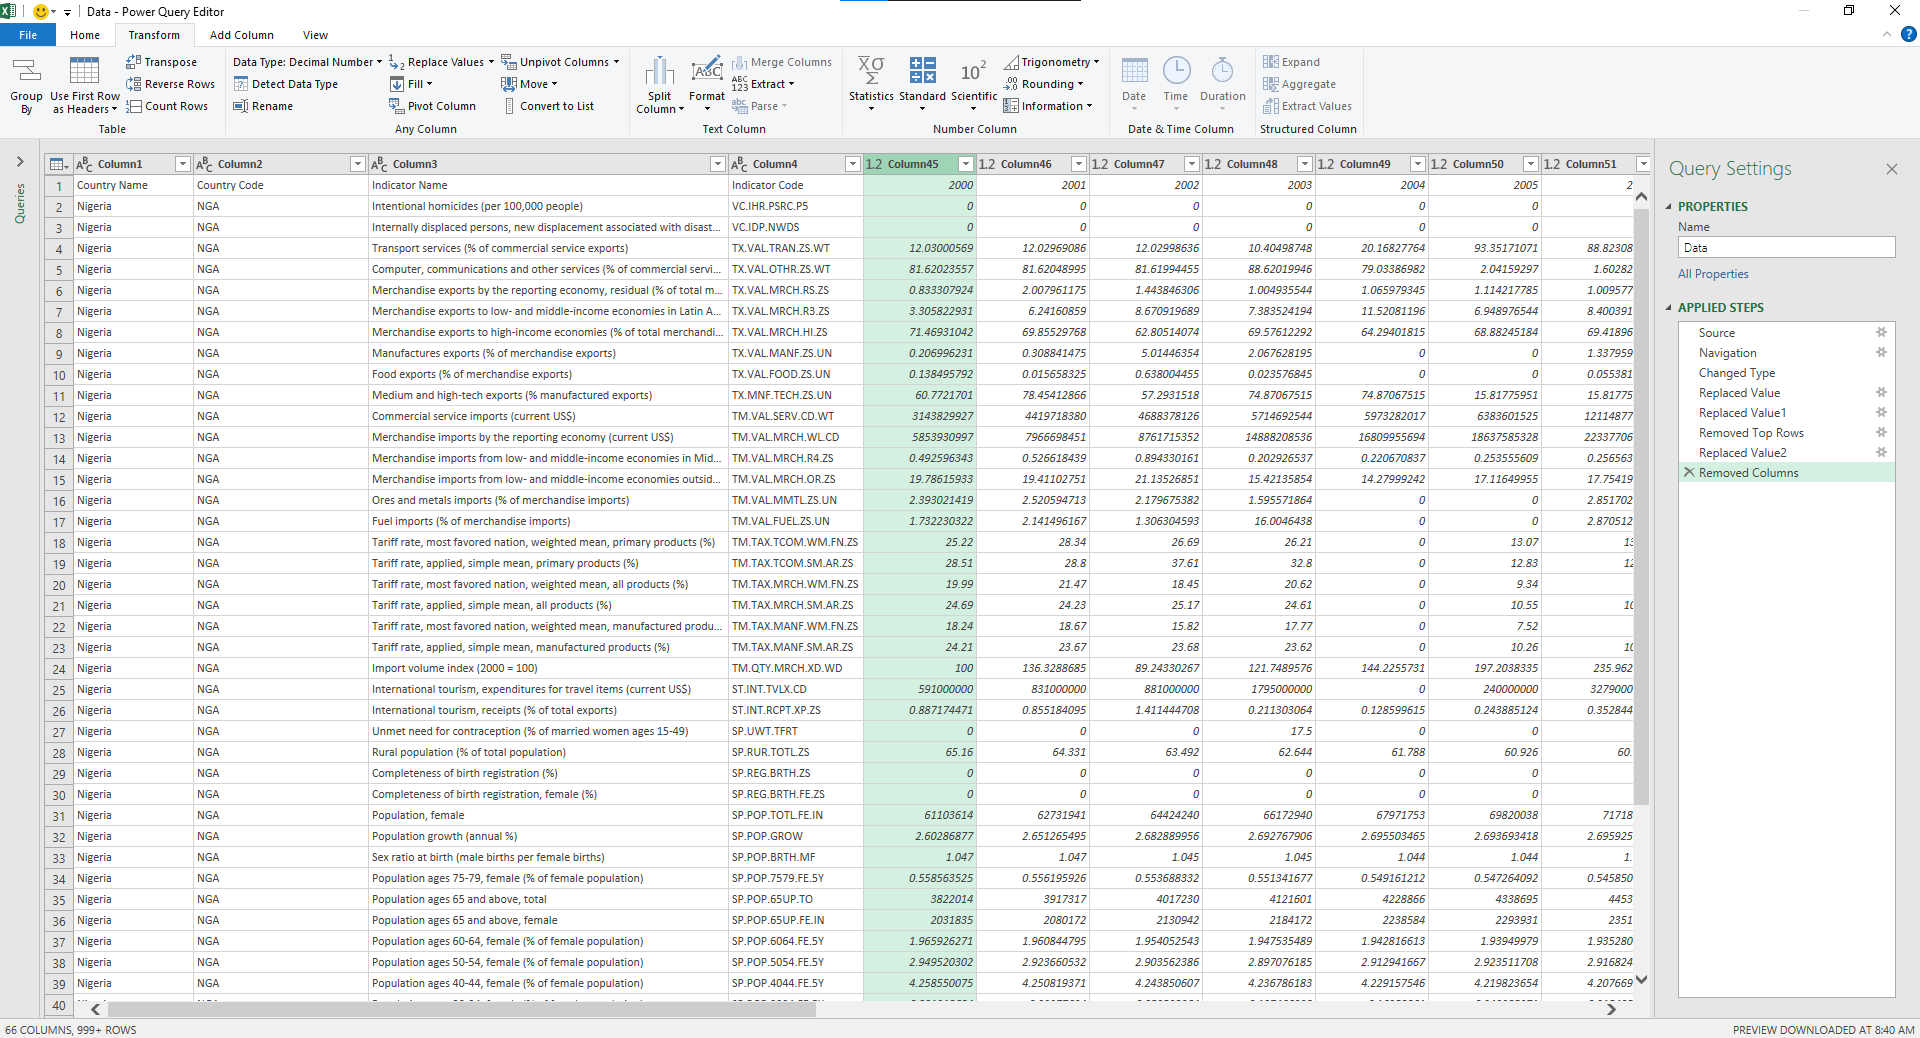 Data - Power Query Editor
File Home Transform Add Column View
Group By
Use First Row as Headers
Transpose
Reverse Rows
Count Rows
Table
Data Type: Decimal Number
Detect Data Type
Rename
Replace Values
Fill
Pivot Column
Unpivot Columns
Move
Convert to List
Any Column
Split Column
Format
Merge Columns
Extract
Parse
Text Column
Statistics
Standard
Scientific
Trigonometry
Rounding
Information
Number Column
Date
Time
Duration
Date & Time Column
Expand
Aggregate
Extract Values
Structured Column
Queries
Column1 Column2 Column3 Column4 1.2 Column45 1.2 Column46 1.2 Column47 1.2 Column48 1.2 Column49 1.2 Column50 1.2 Column51
1 Country Name Country Code Indicator Name Indicator Code 2000 2001 2002 2003 2004 2005 2
2 Nigeria NGA Intentional homicides (per 100,000 people) VC.IHR.PSRC.P5 0 0 0 0 0 0
3 Nigeria NGA Internally displaced persons, new displacement associated with disast... VC.IDP.NWDS 0 0 0 0 0 0
4 Nigeria NGA Transport services (% of commercial service exports) TX.VAL.TRAN.ZS.WT 12.03000569 12.02969086 12.02998636 10.40498748 20.16827764 93.35171071 88.82308
5 Nigeria NGA Computer, communications and other services (% of commercial servi... TX.VAL.OTHR.ZS.WT 81.62023557 81.62048995 81.61994455 88.62019946 79.03386982 2.04159297 1.60282
6 Nigeria NGA Merchandise exports by the reporting economy, residual (% of total m... TX.VAL.MRCH.RS.ZS 0.833307924 2.007961175 1.443846306 1.004935544 1.065979345 1.114217785 1.009577
7 Nigeria NGA Merchandise exports to low- and middle-income economies in Latin A... TX.VAL.MRCH.R3.ZS 3.305822931 6.24160859 8.670919689 7.383524194 11.52081196 6.948976544 8.400391
8 Nigeria NGA Merchandise exports to high-income economies (% of total merchandi... TX.VAL.MRCH.HI.ZS 71.46931042 69.85529768 62.80514074 69.57612292 64.29401815 68.88245184 69.41896
9 Nigeria NGA Manufactures exports (% of merchandise exports) TX.VAL.MANF.ZS.UN 0.206996231 0.308841475 5.01446354 2.067628195 0 0 1.337959
10 Nigeria NGA Food exports (% of merchandise exports) TX.VAL.FOOD.ZS.UN 0.138495792 0.015658325 0.638004455 0.023576845 0 0 0.055381
11 Nigeria NGA Medium and high-tech exports (% manufactured exports) TX.MNF.TECH.ZS.UN 60.7721701 78.45412866 57.2931518 74.87067515 74.87067515 15.81775951 15.81775
12 Nigeria NGA Commercial service imports (current US$) TM.VAL.SERV.CD.WT 3143829927 4419718380 4688378126 5714692544 5973282017 6383601525 12114877
13 Nigeria NGA Merchandise imports by the reporting economy (current US$) TM.VAL.MRCH.WL.CD 5853930997 7966698451 8761715352 14888208536 16809955694 18637585328 22337706
14 Nigeria NGA Merchandise imports from low- and middle-income economies in Mid... TM.VAL.MRCH.R4.ZS 0.492596343 0.526618439 0.894330161 0.202926537 0.220670837 0.253555609 0.256563
15 Nigeria NGA Merchandise imports from low- and middle-income economies outsid... TM.VAL.MRCH.OR.ZS 19.78615933 19.41102751 21.13526851 15.42135854 14.27999242 17.11649955 17.75419
16 Nigeria NGA Ores and metals imports (% of merchandise imports) TM.VAL.MMTL.ZS.UN 2.393021419 2.520594713 2.179675382 1.595571864 0 0 2.851702
17 Nigeria NGA Fuel imports (% of merchandise imports) TM.VAL.FUEL.ZS.UN 1.732230322 2.141496167 1.306304593 16.0046438 0 0 2.870512
18 Nigeria NGA Tariff rate, most favored nation, weighted mean, primary products (%) TM.TAX.TCOM.WM.FN.ZS 25.22 28.34 26.69 26.21 0 13.07
19 Nigeria NGA Tariff rate, applied, simple mean, primary products (%) TM.TAX.TCOM.SM.AR.ZS 28.51 28.8 37.61 32.8 0 12.83 12
20 Nigeria NGA Tariff rate, most favored nation, weighted mean, all products (%) TM.TAX.MRCH.WM.FN.ZS 19.99 21.47 18.45 20.62 0 9.34
21 Nigeria NGA Tariff rate, applied, simple mean, all products (%) TM.TAX.MRCH.SM.AR.ZS 24.69 24.23 25.17 24.61 0 10.55 10
22 Nigeria NGA Tariff rate, most favored nation, weighted mean, manufactured produ... TM.TAX.MANF.WM.FN.ZS 18.24 18.67 15.82 17.77 0 7.52
23 Nigeria NGA Tariff rate, applied, simple mean, manufactured products (%) TM.TAX.MANF.SM.AR.ZS 24.21 23.67 23.68 23.62 0 10.26 10
24 Nigeria NGA Import volume index (2000 = 100) TM.QTY.MRCH.XD.WD 100 136.3288685 89.24330267 121.7489576 144.2255731 197.2038335 235.962
25 Nigeria NGA International tourism, expenditures for travel items (current US$) ST.INT.TVLX.CD 591000000 831000000 881000000 1795000000 0 240000000 3279000
26 Nigeria NGA International tourism, receipts (% of total exports) ST.INT.RCPT.XP.ZS 0.887174471 0.855184095 1.411444708 0.211303064 0.128599615 0.243885124 0.352844
27 Nigeria NGA Unmet need for contraception (% of married women ages 15-49) SP.UWT.TFRT 0 0 0 17.5 0 0
28 Nigeria NGA Rural population (% of total population) SP.RUR.TOTL.ZS 65.16 64.331 63.492 62.644 61.788 60.926 60.
29 Nigeria NGA Completeness of birth registration (%) SP.REG.BRTH.ZS 0 0 0 0 0 0
30 Nigeria NGA Completeness of birth registration, female (%) SP.REG.BRTH.FE.ZS 0 0 0 0 0 0
31 Nigeria NGA Population, female SP.POP.TOTL.FE.IN 61103614 62731941 64424240 66172940 67971753 69820038 71718
32 Nigeria NGA Population growth (annual %) SP.POP.GROW 2.60286877 2.651265495 2.682889956 2.692767906 2.695503465 2.693693418 2.695925
33 Nigeria NGA Sex ratio at birth (male births per female births) SP.POP.BRTH.MF 1.047 1.047 1.045 1.045 1.044 1.044 1.
34 Nigeria NGA Population ages 75-79, female (% of female population) SP.POP.7579.FE.5Y 0.558563525 0.556195926 0.553688332 0.551341677 0.549161212 0.547264092 0.545850
35 Nigeria NGA Population ages 65 and above, total SP.POP.65UP.TO 3822014 3917317 4017230 4121601 4228866 4338695 4453
36 Nigeria NGA Population ages 65 and above, female SP.POP.65UP.FE.IN 2031835 2080172 2130942 2184172 2238584 2293931 2351
37 Nigeria NGA Population ages 60-64, female (% of female population) SP.POP.6064.FE.5Y 1.965926271 1.960844795 1.954052543 1.947535489 1.942816613 1.93949979 1.935280
38 Nigeria NGA Population ages 50-54, female (% of female population) SP.POP.5054.FE.5Y 2.949520302 2.923660532 2.903562386 2.897076185 2.912941667 2.923511708 2.916824
39 Nigeria NGA Population ages 40-44, female (% of female population) SP.POP.4044.FE.5Y 4.258550075 4.250819371 4.243850607 4.236786183 4.229157546 4.219823654 4.207669
40
Query Settings
PROPERTIES
Name
Data
All Properties
APPLIED STEPS
Source
Navigation
Changed Type
Replaced Value
Replaced Value1
Removed Top Rows
Replaced Value2
Removed Columns
66 COLUMNS, 999+ ROWS
PREVIEW DOWNLOADED AT 8:40 AM